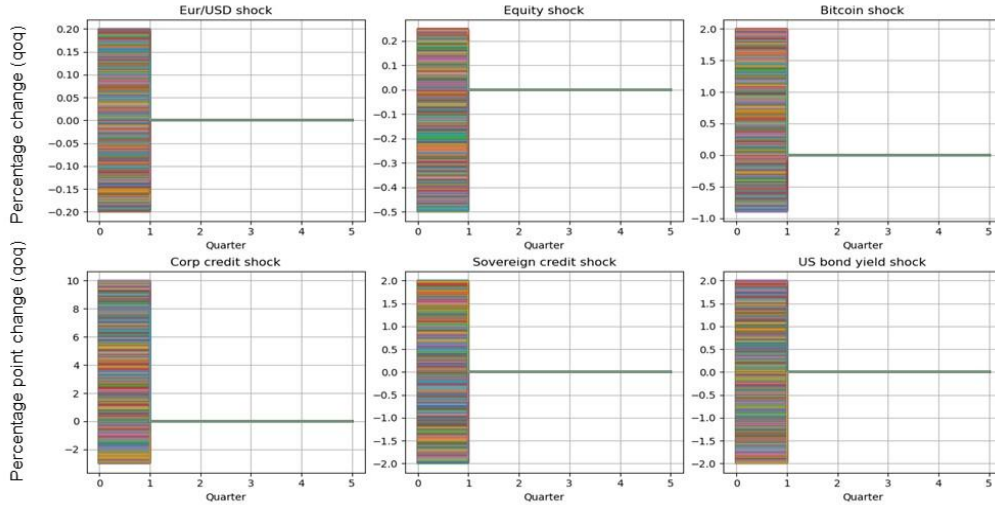 Percentage change (qoq)
Eur/USD shock
0.20
0.15
0.10
0.05
0.00
−0.05
−0.10
−0.15
−0.20
0 1 2 3 4 5
Quarter
Equity shock
0.2
0.1
0.0
−0.1
−0.2
−0.3
−0.4
−0.5
0 1 2 3 4 5
Quarter
Bitcoin shock
2.0
1.5
1.0
0.5
0.0
−0.5
−1.0
0 1 2 3 4 5
Quarter
Percentage point change (qoq)
Corp credit shock
10
8
6
4
2
0
−2
0 1 2 3 4 5
Quarter
Sovereign credit shock
2.0
1.5
1.0
0.5
0.0
−0.5
−1.0
−1.5
−2.0
0 1 2 3 4 5
Quarter
US bond yield shock
2.0
1.5
1.0
0.5
0.0
−0.5
−1.0
−1.5
−2.0
0 1 2 3 4 5
Quarter